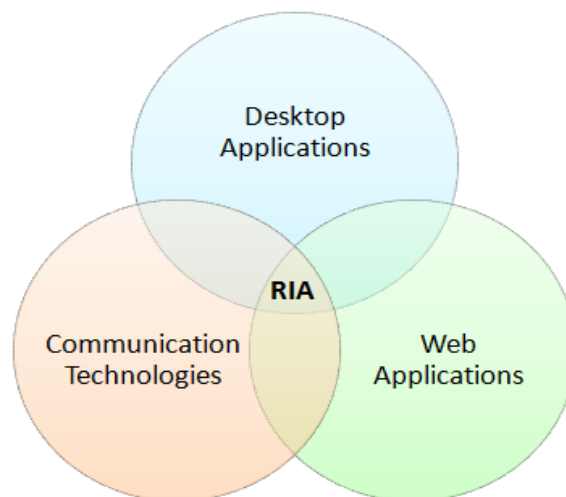 Desktop
Applications
RIA
Communication
Technologies
Web
Applications